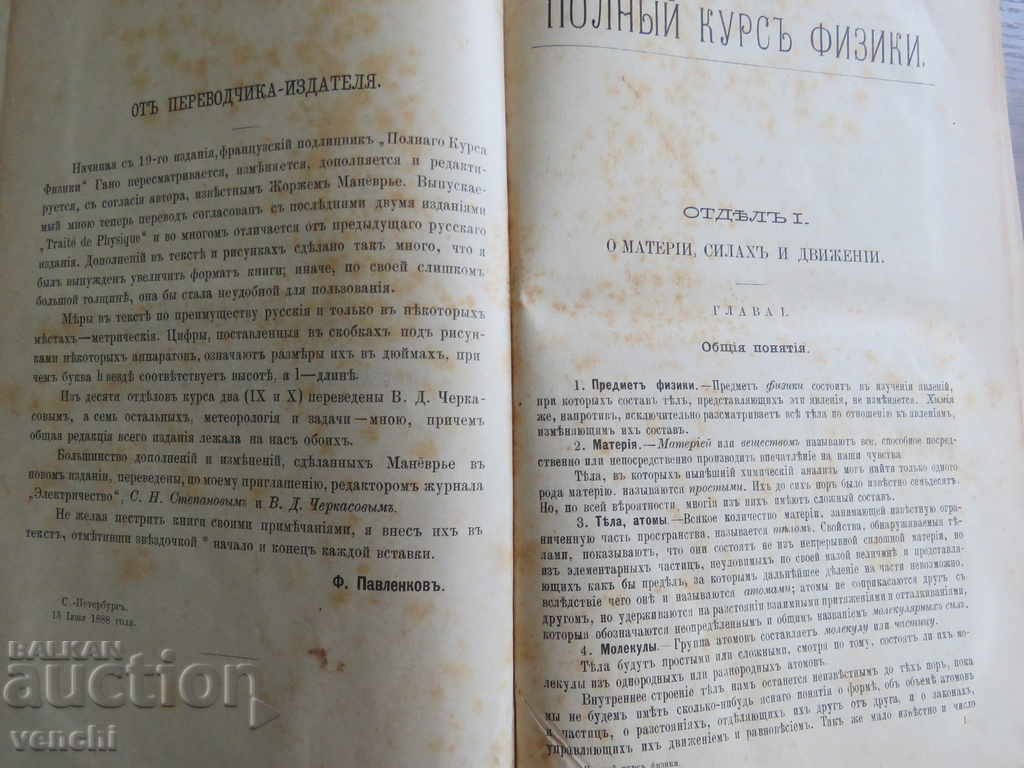 ОТЪ ПЕРЕВОДЧИКА-ИЗДАТЕЛЯ.
Начиная съ 19-го изданія, французскій подлинникъ „Полнаго Курса
Физики“ Гано пересматривается, измѣняется, дополняется и редакти-
руется, съ согласія автора, извѣстнымъ Жоржемъ Маневрье. Выпускае-
мый мною теперь переводъ согласованъ съ послѣдними двумя изданіями
„Traité de Physique“ и во многомъ отличается отъ предыдущаго русскаго
изданія. Дополненій въ текстѣ и рисункахъ сдѣлано такъ много, что я
былъ вынужденъ увеличить форматъ книги; иначе, по своей слишкомъ
большой толщинѣ, она бы стала неудобной для пользованія.
Мѣры въ текстѣ по преимуществу русскія и только въ нѣкоторыхъ
мѣстахъ—метрическія. Цифры, поставленныя въ скобкахъ подъ рисун-
ками нѣкоторыхъ аппаратовъ, означаютъ размѣры ихъ въ дюймахъ, при
чемъ буква h вездѣ соотвѣтствуетъ высотѣ, а l—длинѣ.
Изъ десяти отдѣловъ курса два (IX и X) переведены В. Д. Черка-
совымъ, а семь остальныхъ, метеорологія и задачи—мною, причемъ
общая редакція всего изданія лежала на насъ обоихъ.
Большинство дополненій и измѣненій, сдѣланныхъ Маневрье въ
новомъ изданіи, переведены, по моему приглашенію, редакторомъ журнала
„Электричество“, С. Н. Степановымъ и В. Д. Черкасовымъ.
Не желая пестрить книги своими примѣчаніями, я внесъ ихъ въ
текстъ, отмѣтивши звѣздочкой * начало и конецъ каждой вставки.
Ф. Павленковъ.
С.-Петербургъ.
13 Іюня 1888 года.
ПОЛНЫЙ КУРСЪ ФИЗИКИ.
ОТДѢЛЪ I.
О МАТЕРІИ, СИЛАХЪ И ДВИЖЕНІИ.
ГЛАВА I.
Общія понятія.
1. Предметъ физики.—Предметъ физики состоитъ въ изученіи явленій,
при которыхъ составъ тѣлъ, представляющихъ эти явленія, не измѣняется. Химія
же, напротивъ, исключительно разсматриваетъ всѣ тѣла по отношенію къ явленіямъ,
измѣняющимъ ихъ составъ.
2. Матерія.—Матеріей или веществомъ называютъ все, способное посред-
ственно или непосредственно производить впечатлѣніе на наши чувства.
Тѣла, въ которыхъ нынѣшній химическій анализъ могъ найти только одного
рода матерію, называются простыми. Ихъ до сихъ поръ было извѣстно семьдесятъ.
Но, по всей вѣроятности, многія изъ нихъ имѣютъ сложный составъ.
3. Тѣла, атомы.—Всякое количество матеріи, занимающей извѣстную огра-
ниченную часть пространства, называется тѣломъ. Свойства, обнаруживаемыя тѣ-
лами, показываютъ, что они состоятъ не изъ непрерывной сплошной матеріи, но
изъ элементарныхъ частицъ, неуловимыхъ по своей малой величинѣ и представля-
ющихъ какъ бы предѣлъ, за которымъ дальнѣйшее дѣленіе на части невозможно,
вслѣдствіе чего онѣ и называются атомами; атомы не соприкасаются другъ съ
другомъ, но удерживаются на разстояніи взаимными притяженіями и отталкиваніями,
которыя обозначаются неопредѣленнымъ и общимъ названіемъ молекулярныхъ силъ.
4. Молекулы.—Группа атомовъ составляетъ молекулу или частицу.
Тѣла будутъ простыми или сложными, смотря по тому, состоятъ ли ихъ мо-
лекулы изъ однородныхъ или разнородныхъ атомовъ.
Внутреннее строеніе тѣлъ намъ останется неизвѣстнымъ до тѣхъ поръ, пока
мы не будемъ имѣть сколько-нибудь яснаго понятія о формѣ, объ объемѣ атомовъ
и частицъ, о разстояніяхъ, отдѣляющихъ ихъ другъ отъ друга, и о законахъ,
управляющихъ ихъ движеніемъ и равновѣсіемъ. Такъ же мало извѣстно и число
курсъ физики.
1
BALKAN
auction
venchi